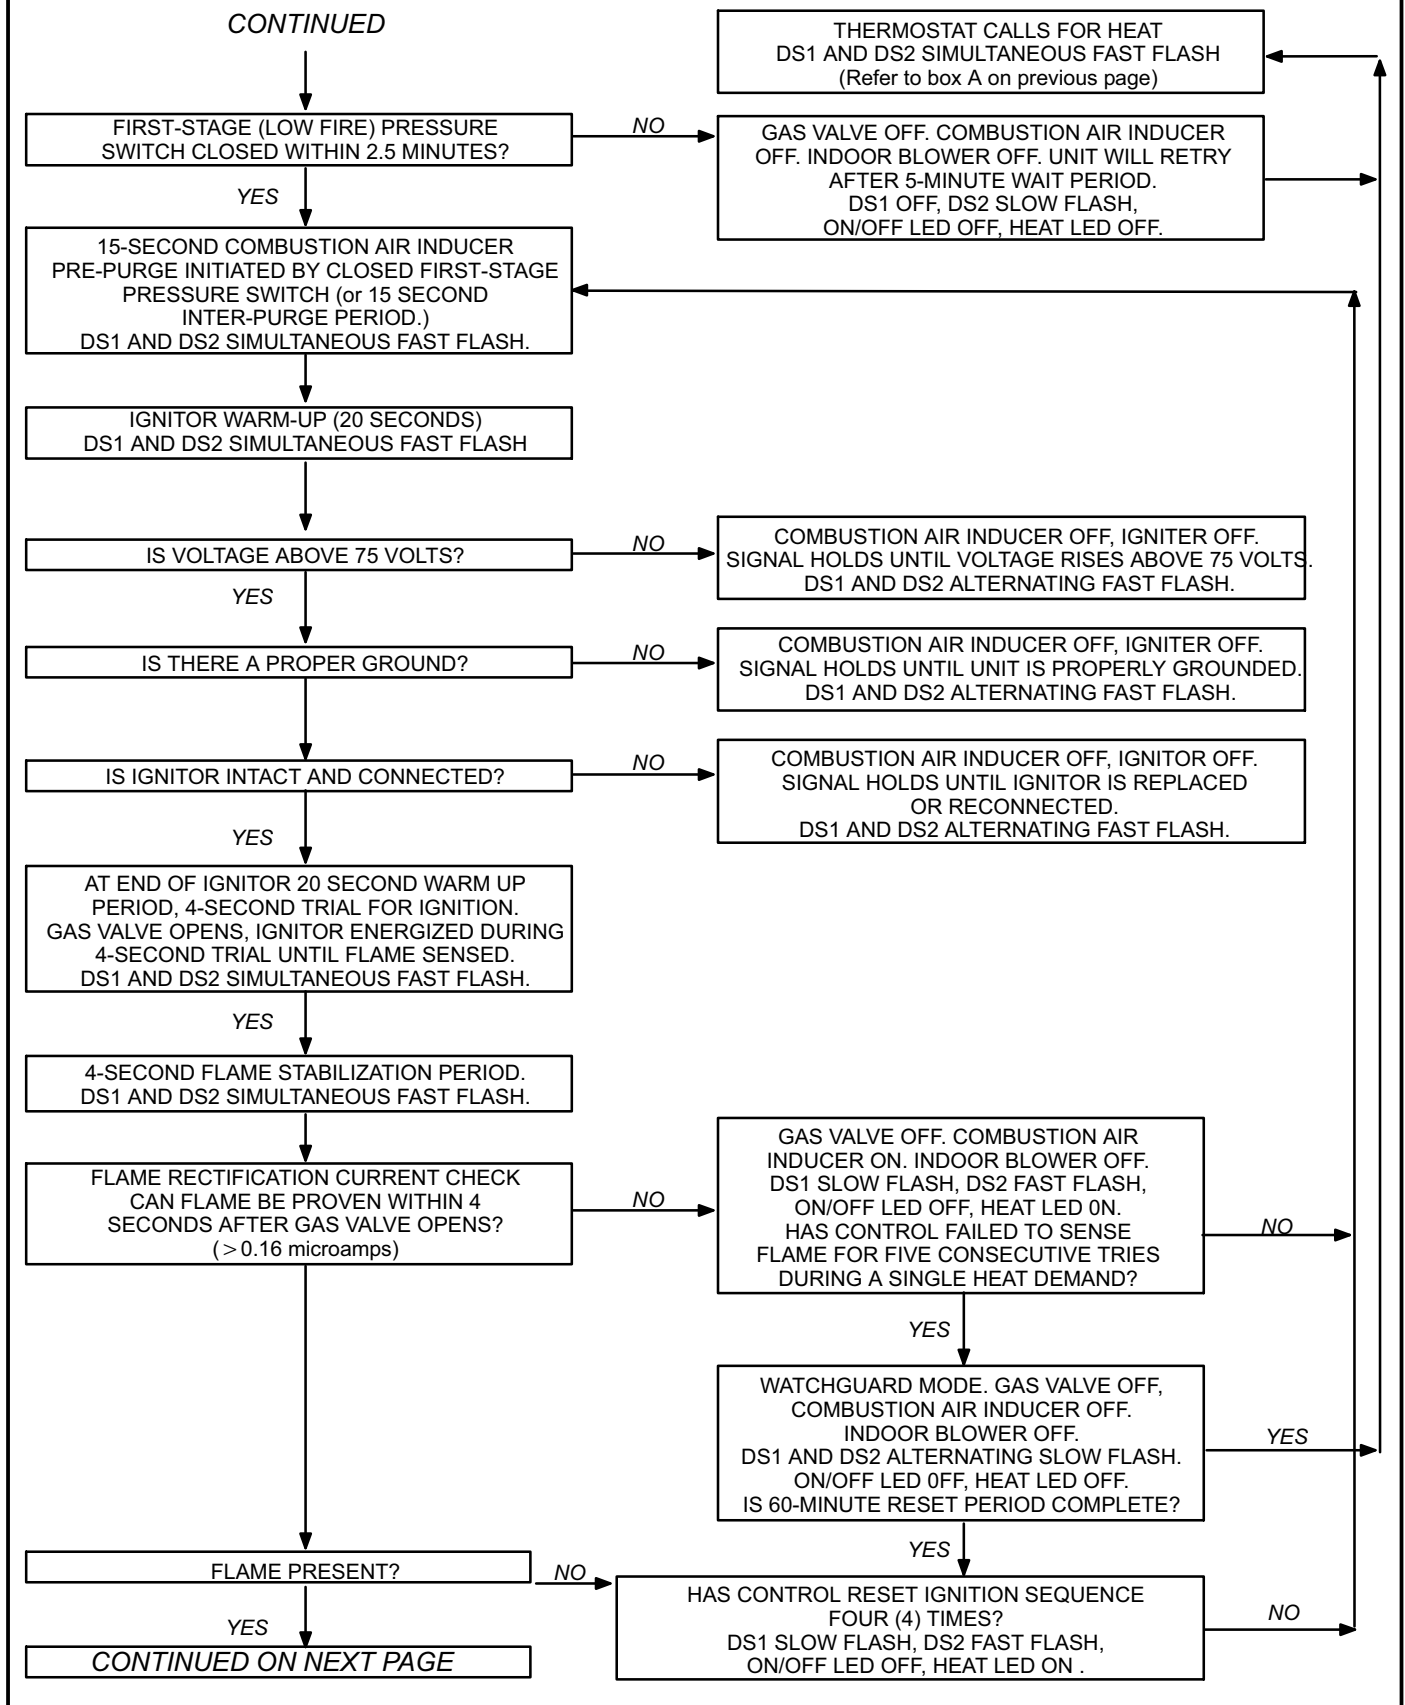 CONTINUED
THERMOSTAT CALLS FOR HEAT
DS1 AND DS2 SIMULTANEOUS FAST FLASH
(Refer to box A on previous page)
FIRST-STAGE (LOW FIRE) PRESSURE
SWITCH CLOSED WITHIN 2.5 MINUTES?
NO
GAS VALVE OFF. COMBUSTION AIR INDUCER
OFF. INDOOR BLOWER OFF. UNIT WILL RETRY
AFTER 5-MINUTE WAIT PERIOD.
DS1 OFF, DS2 SLOW FLASH,
ON/OFF LED OFF, HEAT LED OFF.
YES
15-SECOND COMBUSTION AIR INDUCER
PRE-PURGE INITIATED BY CLOSED FIRST-STAGE
PRESSURE SWITCH (or 15 SECOND
INTER-PURGE PERIOD.)
DS1 AND DS2 SIMULTANEOUS FAST FLASH.
IGNITOR WARM-UP (20 SECONDS)
DS1 AND DS2 SIMULTANEOUS FAST FLASH
IS VOLTAGE ABOVE 75 VOLTS?
NO
COMBUSTION AIR INDUCER OFF, IGNITER OFF.
SIGNAL HOLDS UNTIL VOLTAGE RISES ABOVE 75 VOLTS.
DS1 AND DS2 ALTERNATING FAST FLASH.
YES
IS THERE A PROPER GROUND?
NO
COMBUSTION AIR INDUCER OFF, IGNITER OFF.
SIGNAL HOLDS UNTIL UNIT IS PROPERLY GROUNDED.
DS1 AND DS2 ALTERNATING FAST FLASH.
IS IGNITOR INTACT AND CONNECTED?
NO
COMBUSTION AIR INDUCER OFF, IGNITOR OFF.
SIGNAL HOLDS UNTIL IGNITOR IS REPLACED
OR RECONNECTED.
DS1 AND DS2 ALTERNATING FAST FLASH.
YES
AT END OF IGNITOR 20 SECOND WARM UP
PERIOD, 4-SECOND TRIAL FOR IGNITION.
GAS VALVE OPENS, IGNITOR ENERGIZED DURING
4-SECOND TRIAL UNTIL FLAME SENSED.
DS1 AND DS2 SIMULTANEOUS FAST FLASH.
YES
4-SECOND FLAME STABILIZATION PERIOD.
DS1 AND DS2 SIMULTANEOUS FAST FLASH.
FLAME RECTIFICATION CURRENT CHECK
CAN FLAME BE PROVEN WITHIN 4
SECONDS AFTER GAS VALVE OPENS?
(>0.16 microamps)
NO
GAS VALVE OFF. COMBUSTION AIR
INDUCER ON. INDOOR BLOWER OFF.
DS1 SLOW FLASH, DS2 FAST FLASH,
ON/OFF LED OFF, HEAT LED 0N.
HAS CONTROL FAILED TO SENSE
FLAME FOR FIVE CONSECUTIVE TRIES
DURING A SINGLE HEAT DEMAND?
NO
YES
WATCHGUARD MODE. GAS VALVE OFF,
COMBUSTION AIR INDUCER OFF.
INDOOR BLOWER OFF.
DS1 AND DS2 ALTERNATING SLOW FLASH.
ON/OFF LED 0FF, HEAT LED OFF.
IS 60-MINUTE RESET PERIOD COMPLETE?
YES
YES
FLAME PRESENT?
NO
HAS CONTROL RESET IGNITION SEQUENCE
FOUR (4) TIMES?
DS1 SLOW FLASH, DS2 FAST FLASH,
ON/OFF LED OFF, HEAT LED ON .
NO
YES
CONTINUED ON NEXT PAGE